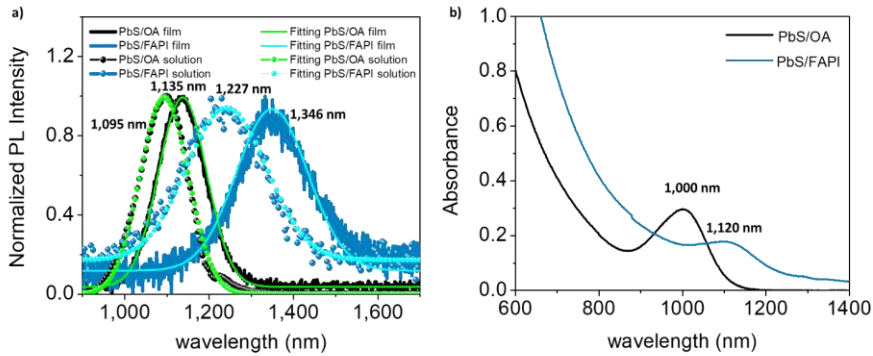 a)
PbS/OA film
PbS/FAPI film
PbS/OA solution
PbS/FAPI solution
Fitting PbS/OA film
Fitting PbS/FAPI film
Fitting PbS/OA solution
Fitting PbS/FAPI solution
1,135 nm
1,227 nm
1,095 nm
1,346 nm
Normalized PL Intensity
1.2
0.8
0.4
0.0
1,000
1,200
1,400
1,600
wavelength (nm)
b)
PbS/OA
PbS/FAPI
1,000 nm
1,120 nm
Absorbance
1.0
0.8
0.6
0.4
0.2
0.0
600
800
1000
1200
1400
wavelength (nm)